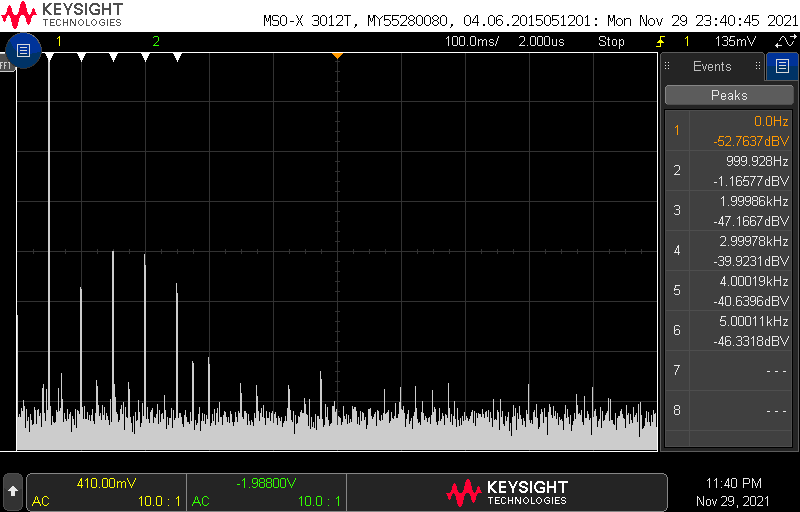 KEYSIGHT
TECHNOLOGIES
MSO-X 3012T, MY55280080, 04.06.2015051201: Mon Nov 29 23:40:45 2021
1 2 100.0ms/ 2.000us Stop 1 135mV
FFT
Events
Peaks
1 0.0Hz
-52.7637dBV
2 999.928Hz
-1.16577dBV
3 1.99986kHz
-47.1667dBV
4 2.99978kHz
-39.9231dBV
5 4.00019kHz
-40.6396dBV
6 5.00011kHz
-46.3318dBV
7 ---
8 ---
410.00mV -1.98800V
AC 10.0 : 1 AC 10.0 : 1
KEYSIGHT
TECHNOLOGIES
11:40 PM
Nov 29, 2021